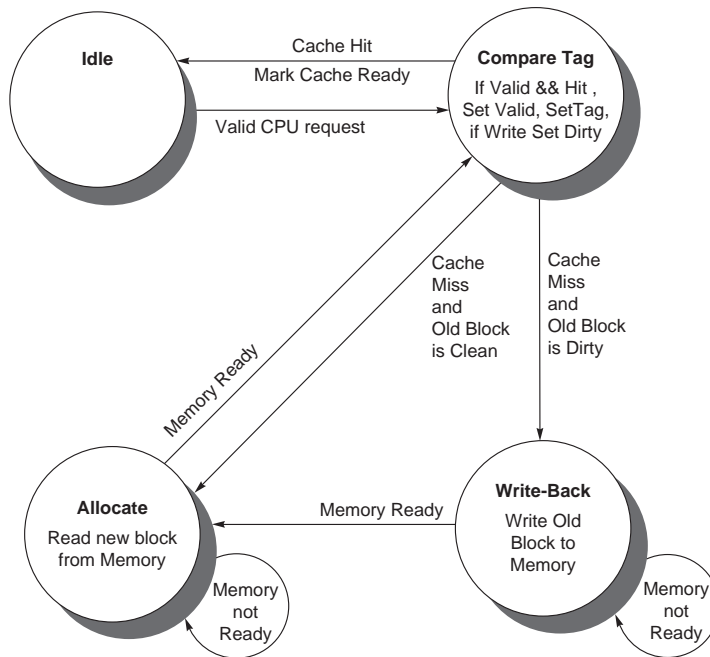 Idle
Cache Hit
Mark Cache Ready
Valid CPU request
Compare Tag
If Valid && Hit ,
Set Valid, SetTag,
if Write Set Dirty
Cache
Miss
and
Old Block
is Clean
Cache
Miss
and
Old Block
is Dirty
Memory Ready
Allocate
Read new block
from Memory
Memory Ready
Write-Back
Write Old
Block to
Memory
Memory
not
Ready
Memory
not
Ready